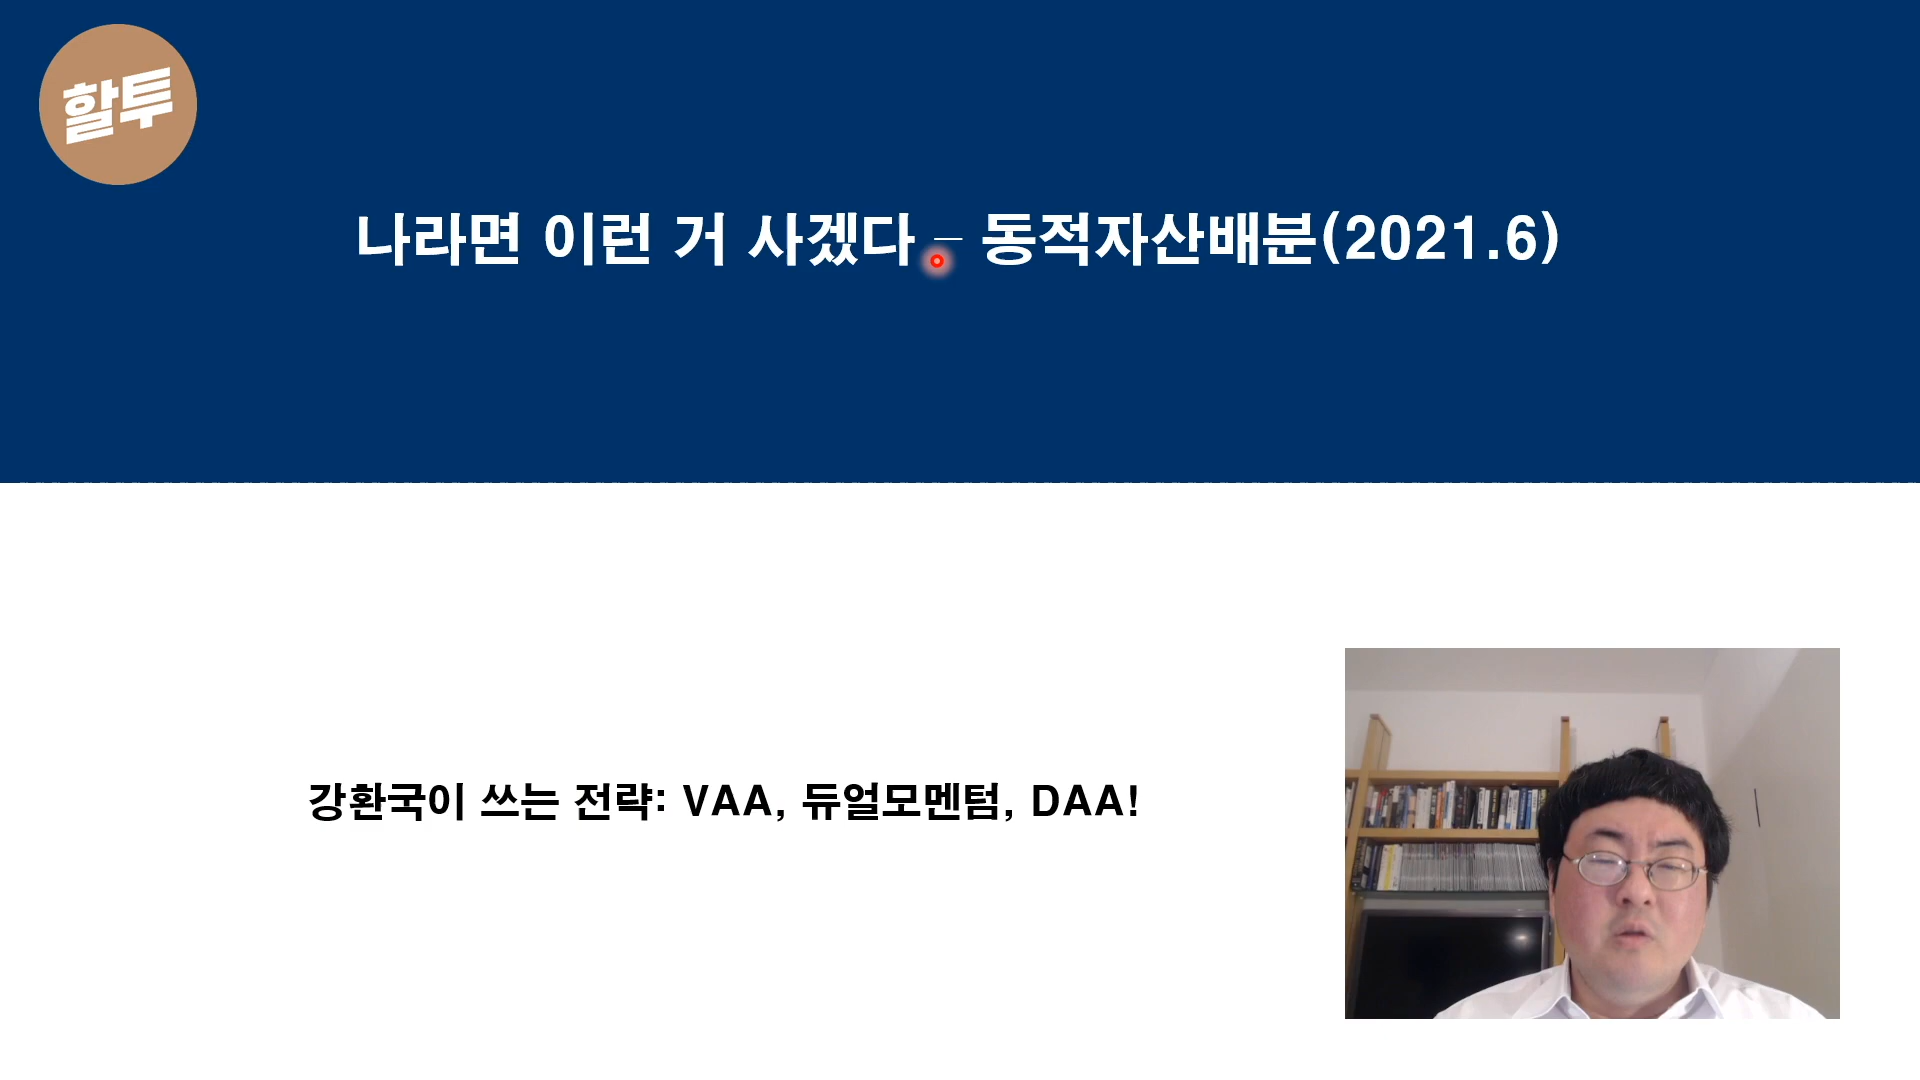 할투
나라면 이런 거 사겠다 – 동적자산배분(2021.6)
강환국이 쓰는 전략: VAA, 듀얼모멘텀, DAA!